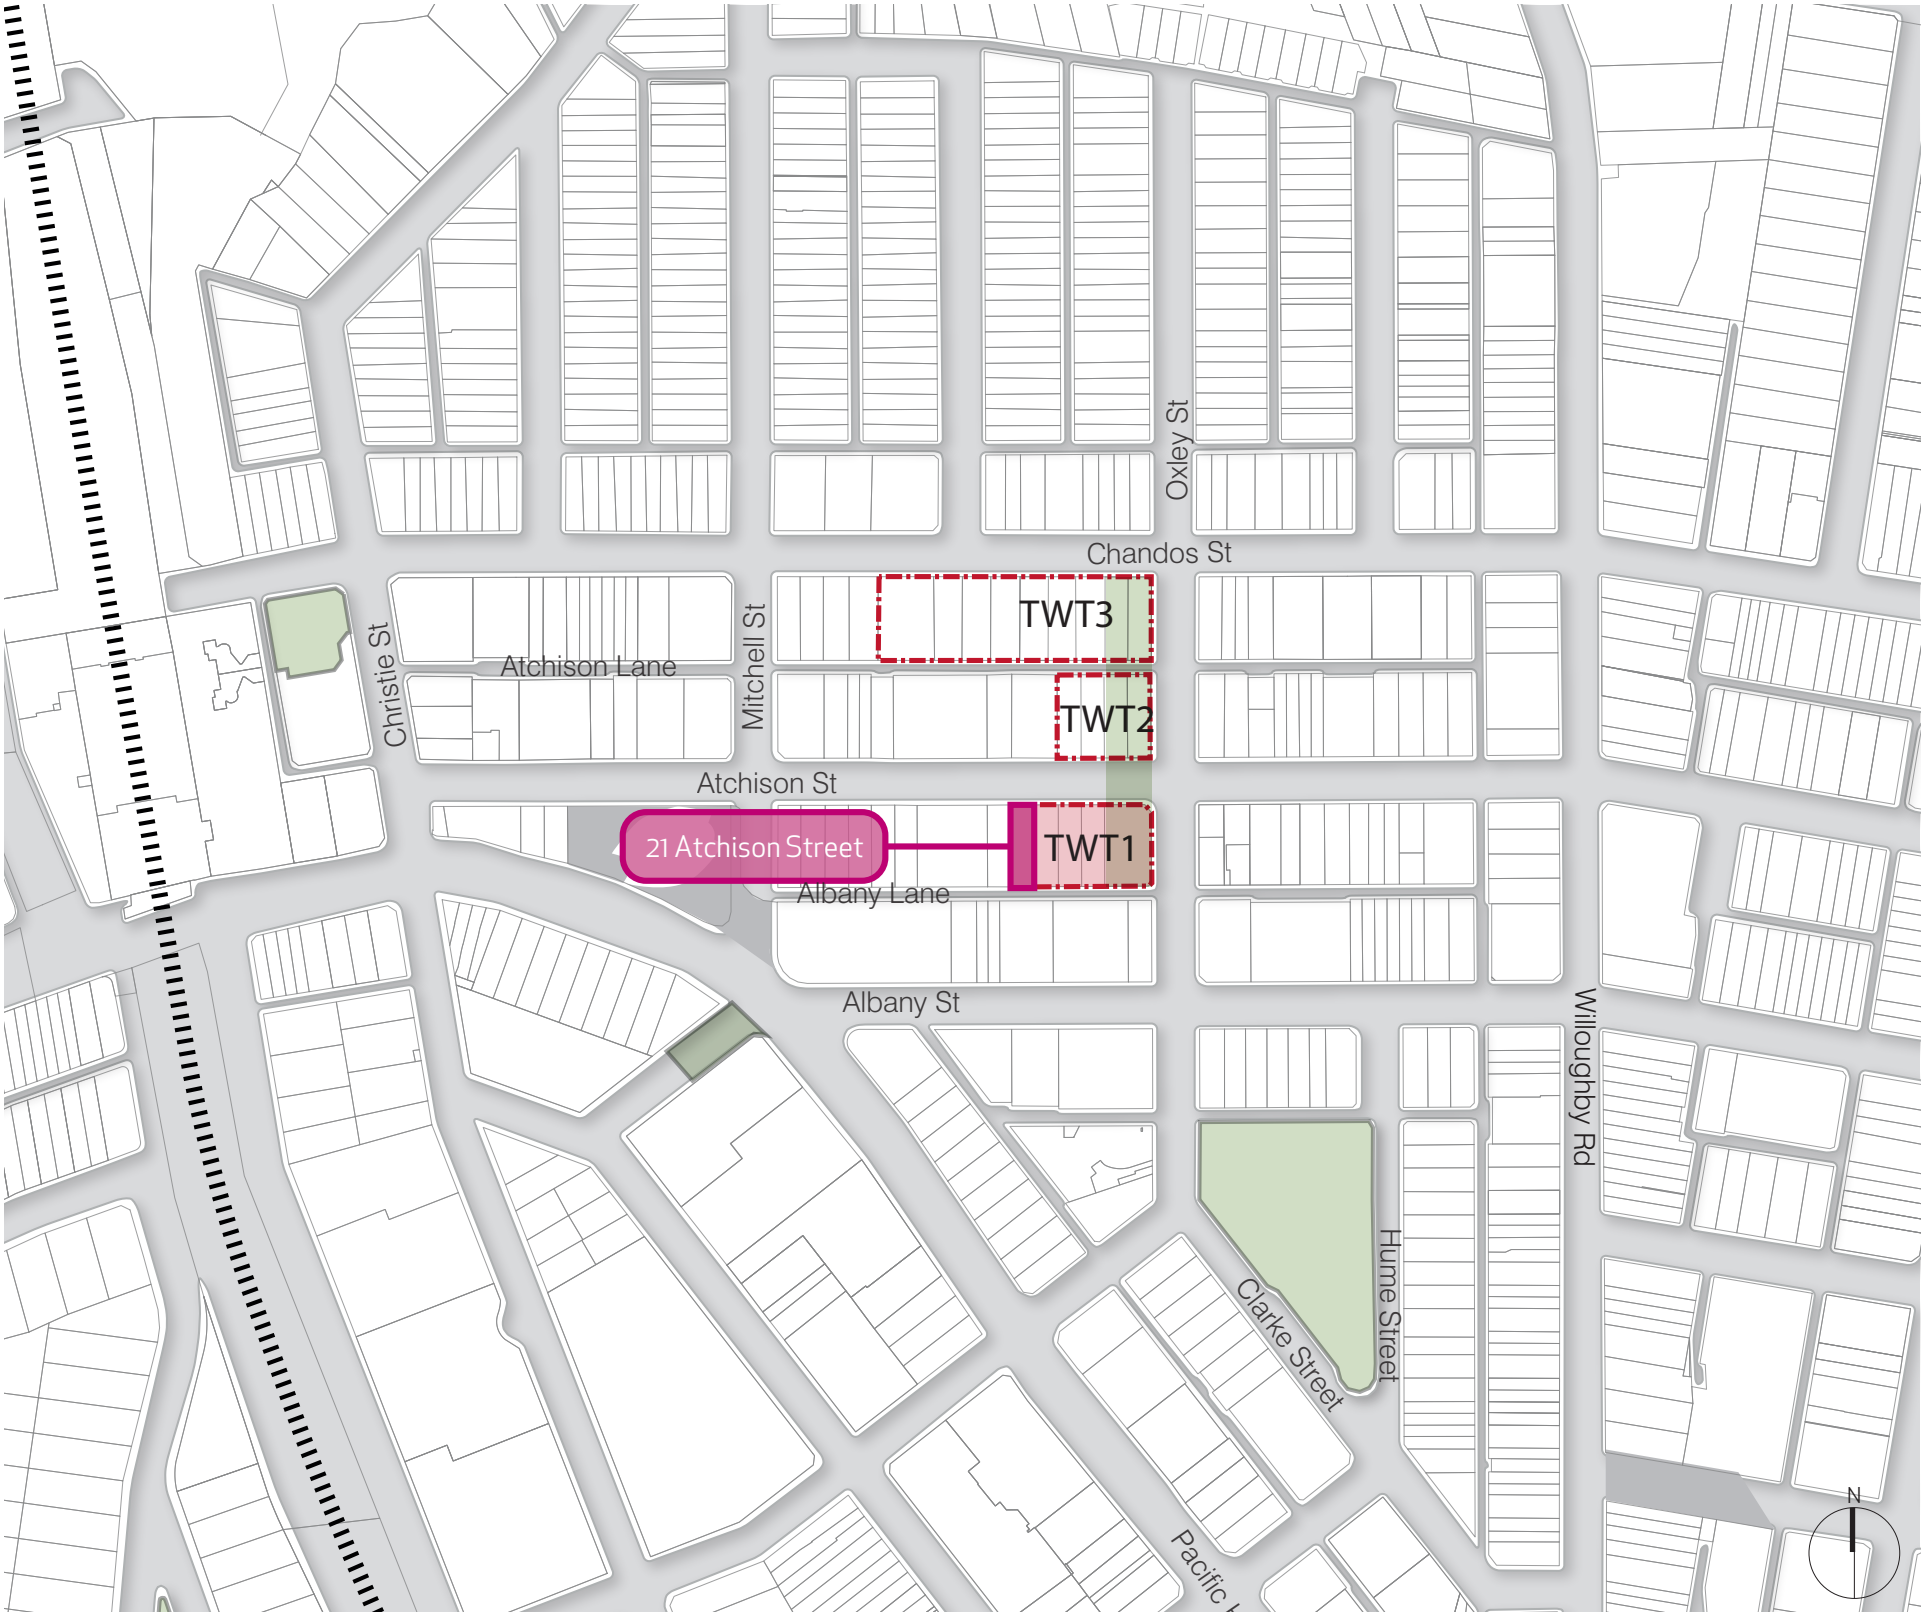 Oxley St
Chandos St
TWT3
Mitchell St
Christie St
Atchison Lane
TWT2
Atchison St
21 Atchison Street
TWT1
Albany Lane
Albany St
Willoughby Rd
Hume Street
Clarke Street
N
Pacific